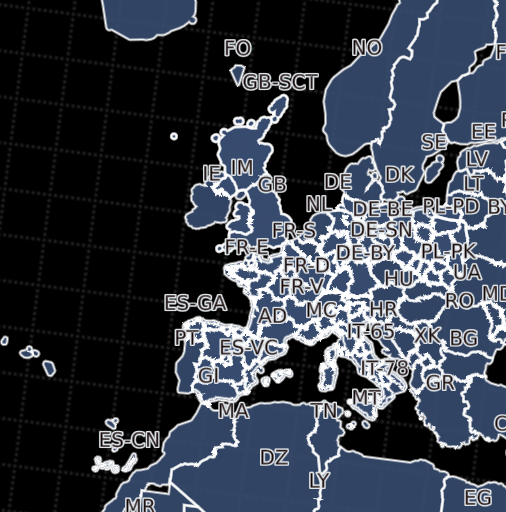 FO
NO
F
GB-SCT
SE
EE
F
LV
IE
IM
GB
DE
DK
LT
NL
DE-BE
PL-PD
BY
FR-S
DE-SN
FR-E
DE-BY
PL-PK
FR-D
HU
UA
FR-V
RO
MD
ES-GA
AD
MC
HR
PT
IT-65
XK
BG
ES-VC
GI
IT-78
GR
MT
MA
TN
C
ES-CN
DZ
LY
EG
MR